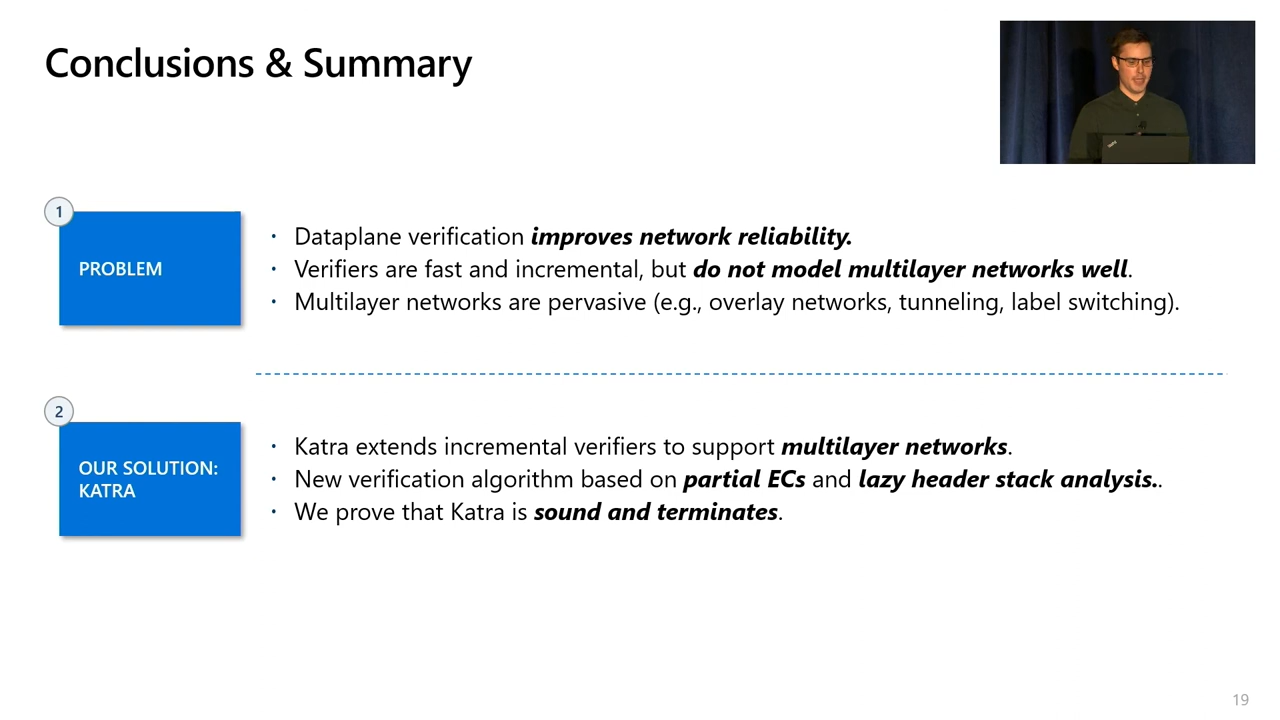 Conclusions & Summary
1
PROBLEM
• Dataplane verification improves network reliability.
• Verifiers are fast and incremental, but do not model multilayer networks well.
• Multilayer networks are pervasive (e.g., overlay networks, tunneling, label switching).
2
OUR SOLUTION:
KATRA
• Katra extends incremental verifiers to support multilayer networks.
• New verification algorithm based on partial ECs and lazy header stack analysis..
• We prove that Katra is sound and terminates.
19